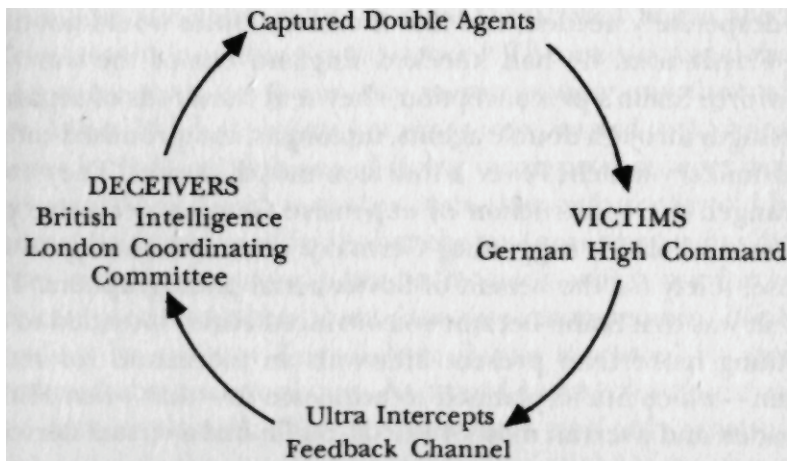 Captured Double Agents
DECEIVERS
British Intelligence
London Coordinating
Committee
VICTIMS
German High Command
Ultra Intercepts
Feedback Channel